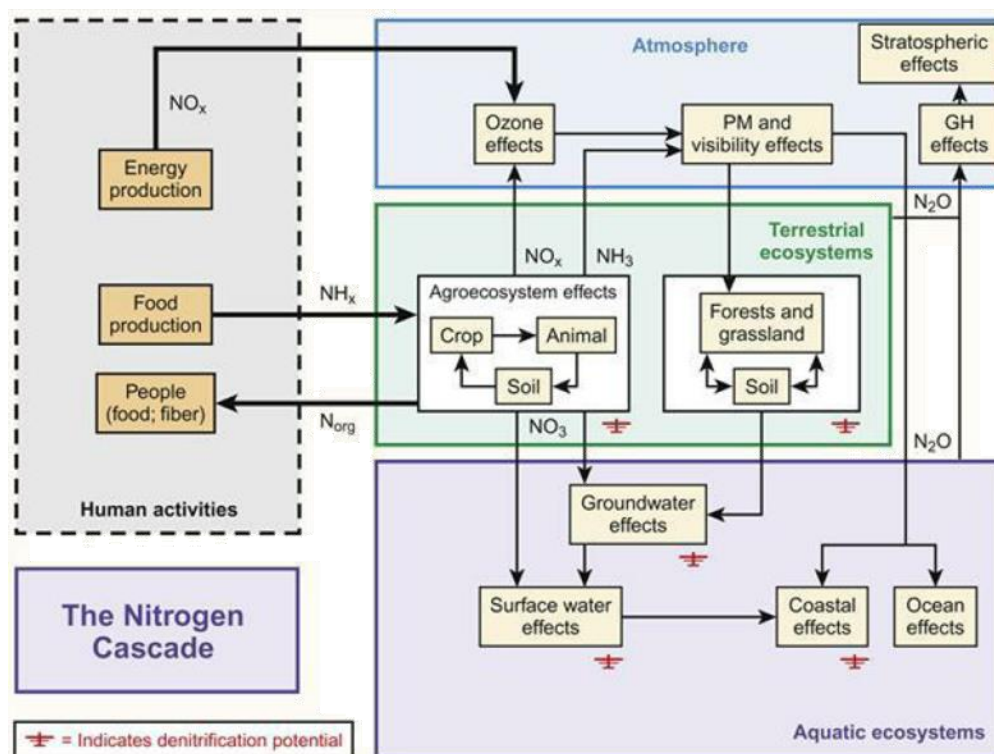 Atmosphere
Stratospheric
effects
NOₓ
Ozone
effects
PM and
visibility effects
GH
effects
Energy
production
N₂O
Terrestrial
ecosystems
NOₓ
NH₃
Food
production
NHₓ
Agroecosystem effects
Crop
Animal
Soil
Forests and
grassland
Soil
People
(food; fiber)
N_org
NO₃
N₂O
Human activities
Groundwater
effects
The Nitrogen
Cascade
Surface water
effects
Coastal
effects
Ocean
effects
= Indicates denitrification potential
Aquatic ecosystems